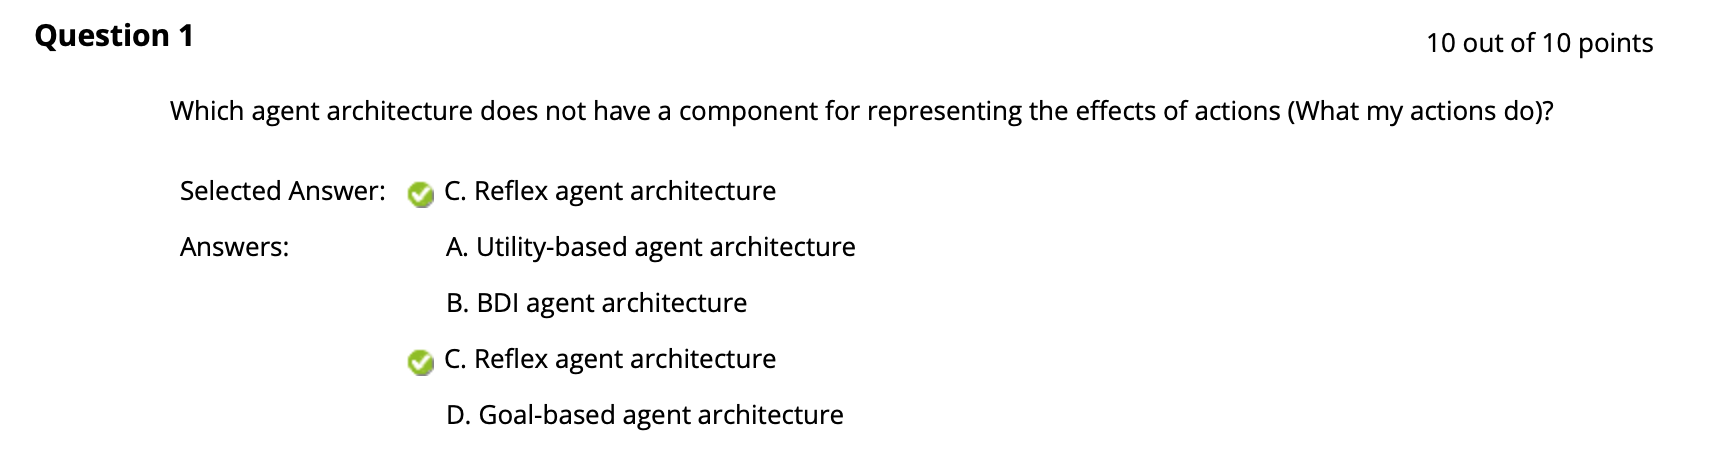 Question 1
10 out of 10 points
Which agent architecture does not have a component for representing the effects of actions (What my actions do)?
Selected Answer: C. Reflex agent architecture
Answers: A. Utility-based agent architecture
B. BDI agent architecture
C. Reflex agent architecture
D. Goal-based agent architecture